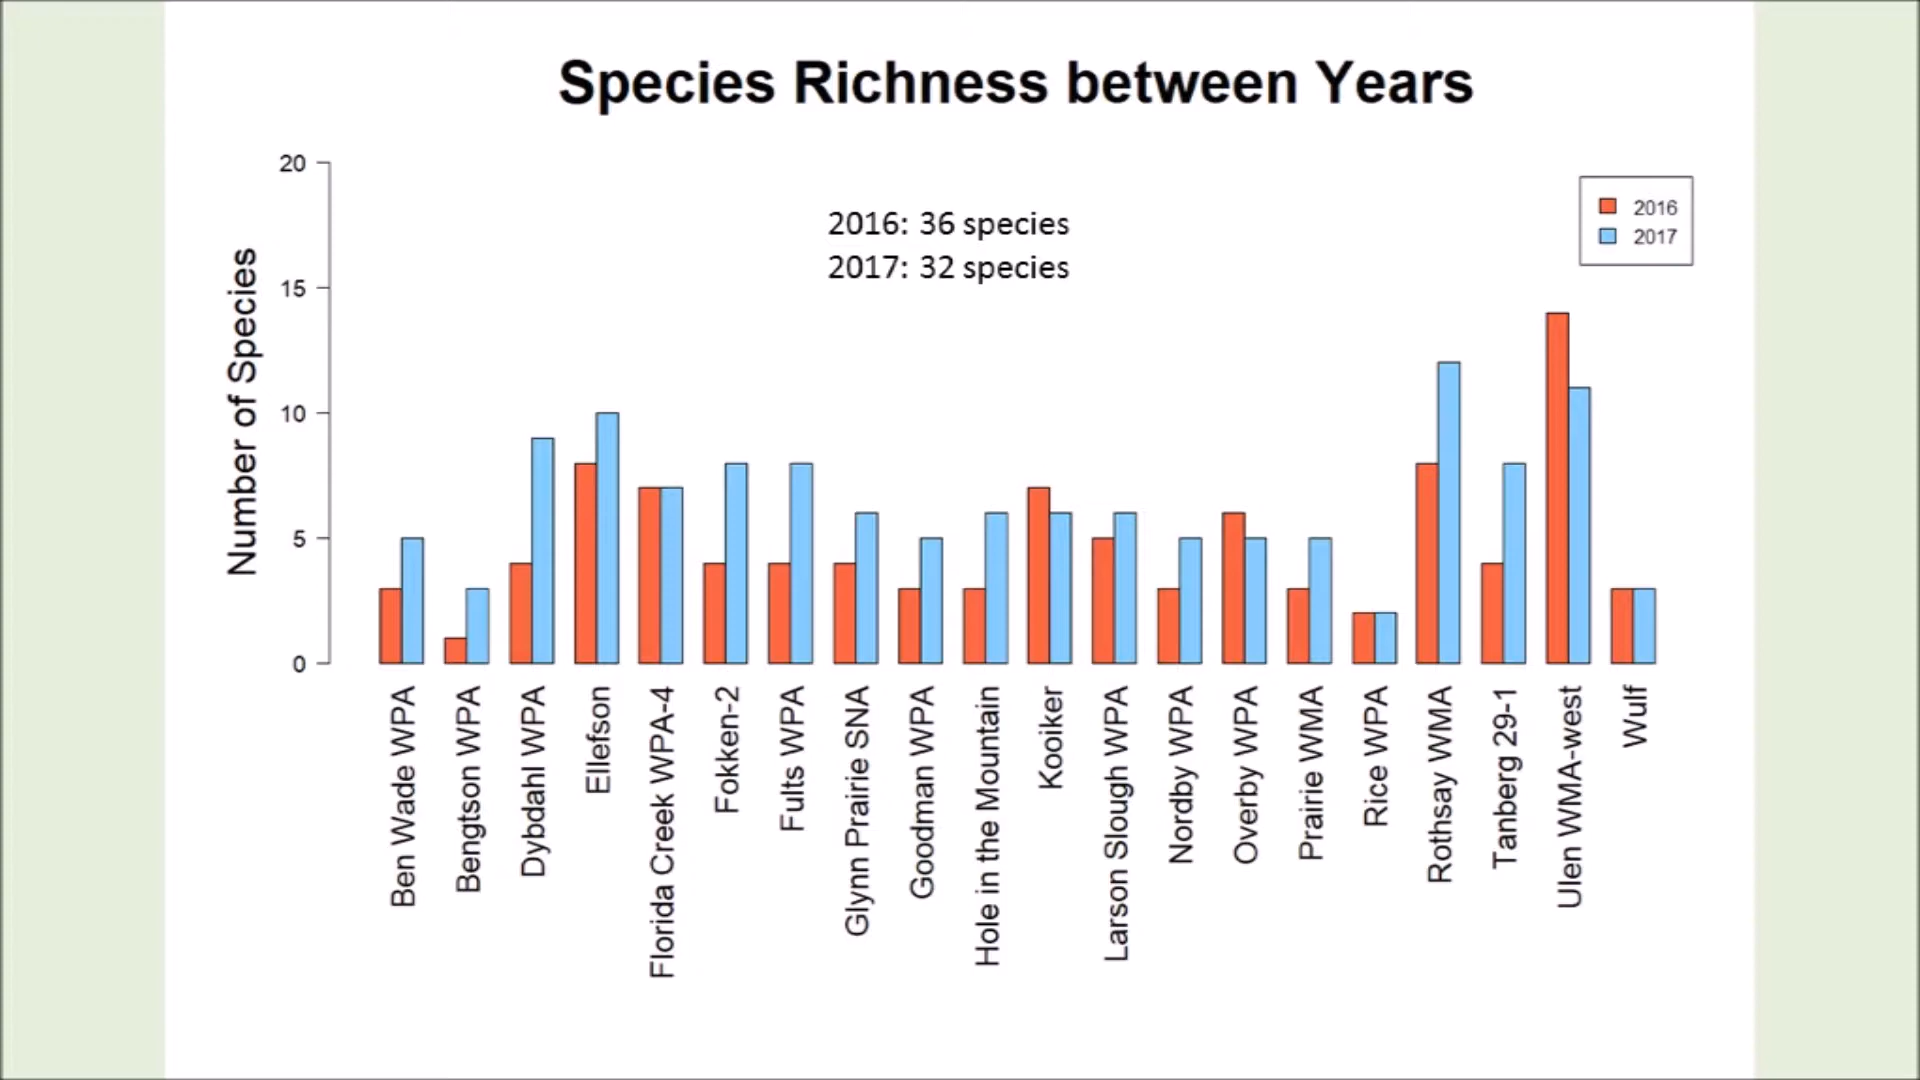 Species Richness between Years
20
15
10
5
0
Number of Species
2016: 36 species
2017: 32 species
2016
2017
Ben Wade WPA
Bengtson WPA
Dybdahl WPA
Ellefson
Florida Creek WPA-4
Fokken-2
Fults WPA
Glynn Prairie SNA
Goodman WPA
Hole in the Mountain
Kooiker
Larson Slough WPA
Nordby WPA
Overby WPA
Prairie WMA
Rice WPA
Rothsay WMA
Tanberg 29-1
Ulen WMA-west
Wulf